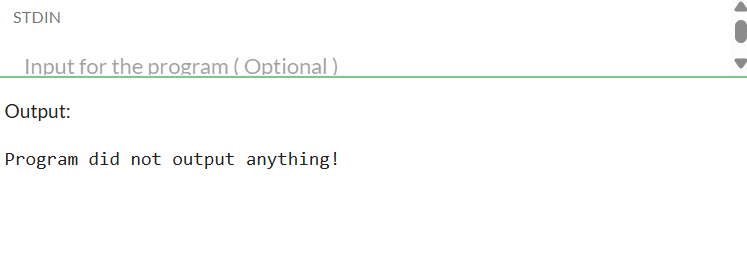 STDIN
Input for the program ( Optional )
Output:
Program did not output anything!